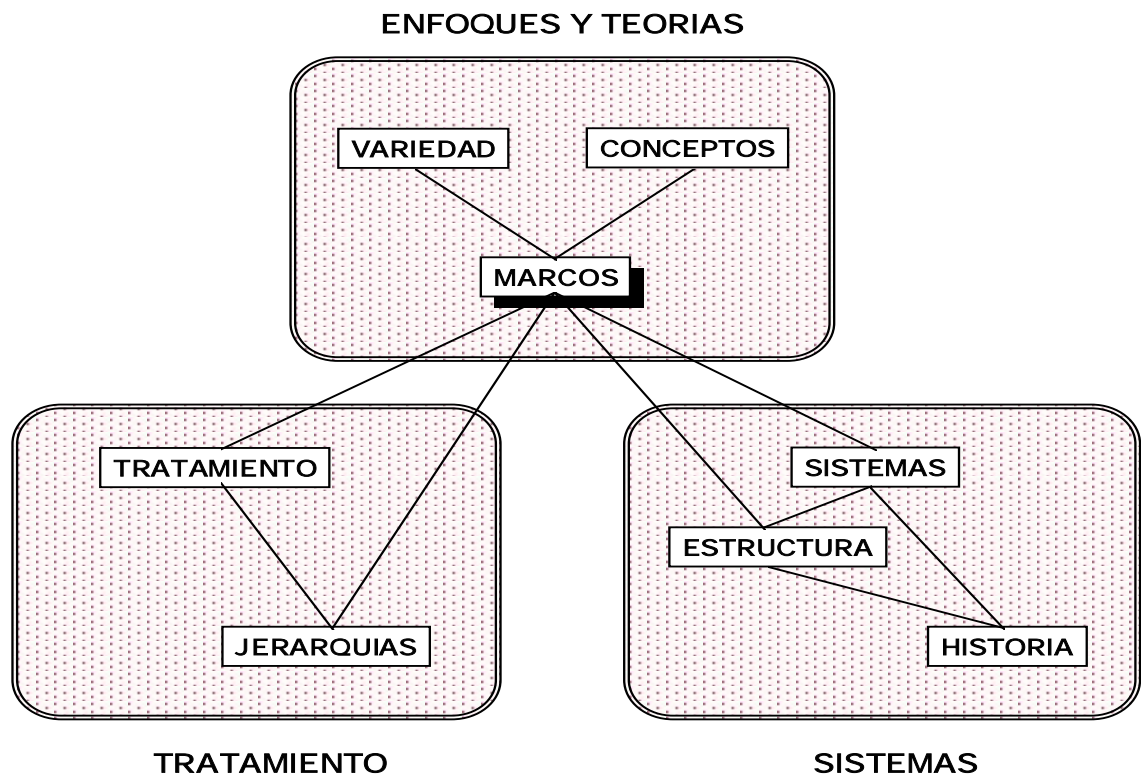 ENFOQUES Y TEORIAS
VARIEDAD
CONCEPTOS
MARCOS
TRATAMIENTO
JERARQUIAS
SISTEMAS
ESTRUCTURA
HISTORIA
TRATAMIENTO
SISTEMAS